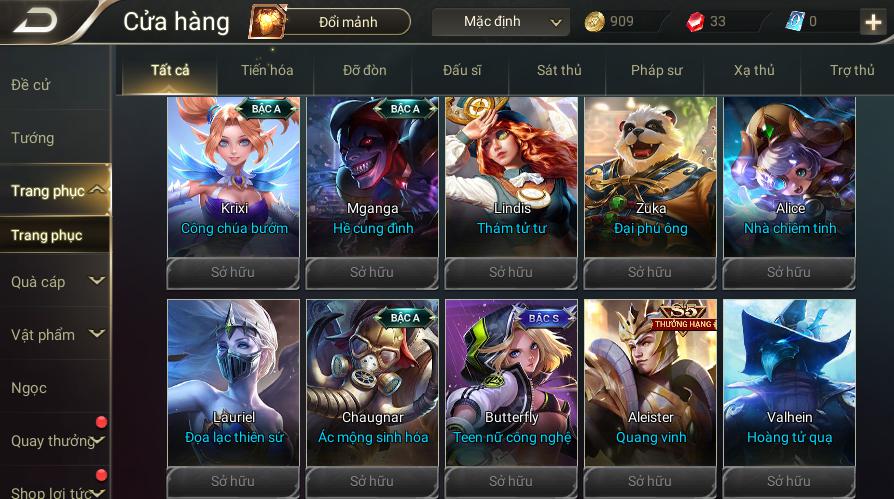 Cửa hàng
Đổi mảnh
Mặc định
909
33
0
Đề cử
Tướng
Trang phục
Trang phục
Quà cáp
Vật phẩm
Ngọc
Quay thưởng
Shop lợi tức
Tất cả
Tiến hóa
Đỡ đòn
Đấu sĩ
Sát thủ
Pháp sư
Xạ thủ
Trợ thủ
BẬC A
Krixi
Công chúa bướm
Sở hữu
BẬC A
Mganga
Hề cung đình
Sở hữu
Lindis
Thám tử tư
Sở hữu
Zuka
Đại phú ông
Sở hữu
Alice
Nhà chiêm tinh
Sở hữu
Lauriel
Đọa lạc thiên sứ
Sở hữu
BẬC A
Chaugnar
Ác mộng sinh hóa
Sở hữu
BẬC S
Butterfly
Teen nữ công nghệ
Sở hữu
S5
THƯỞNG HẠNG
Aleister
Quang vinh
Sở hữu
Valhein
Hoàng tử quạ
Sở hữu